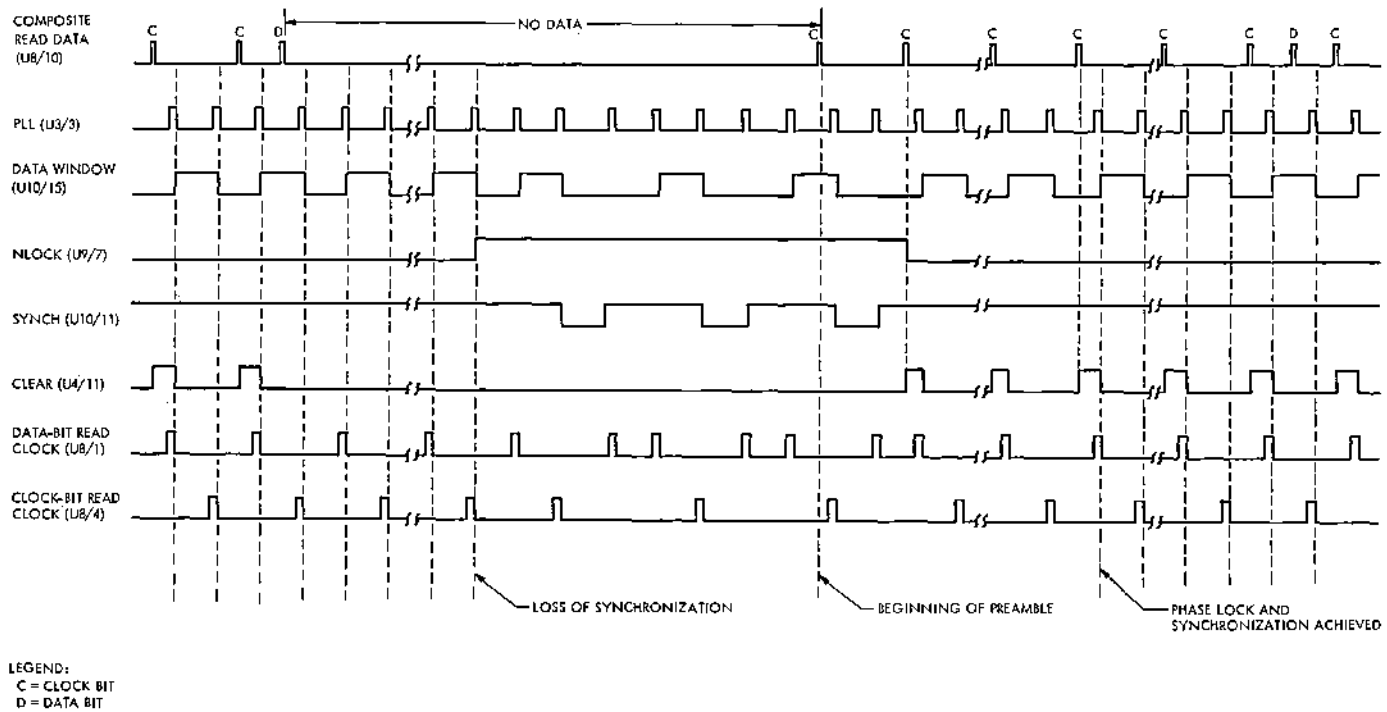 COMPOSITE
READ DATA
(U8/10)
C C D NO DATA C C C C C C D C
PLL (U3/3)
DATA WINDOW
(U10/15)
NLOCK (U9/7)
SYNCH (U10/11)
CLEAR (U4/11)
DATA-BIT READ
CLOCK (U8/1)
CLOCK-BIT READ
CLOCK (U8/4)
LOSS OF SYNCHRONIZATION
BEGINNING OF PREAMBLE
PHASE LOCK AND
SYNCHRONIZATION ACHIEVED
LEGEND:
C = CLOCK BIT
D = DATA BIT